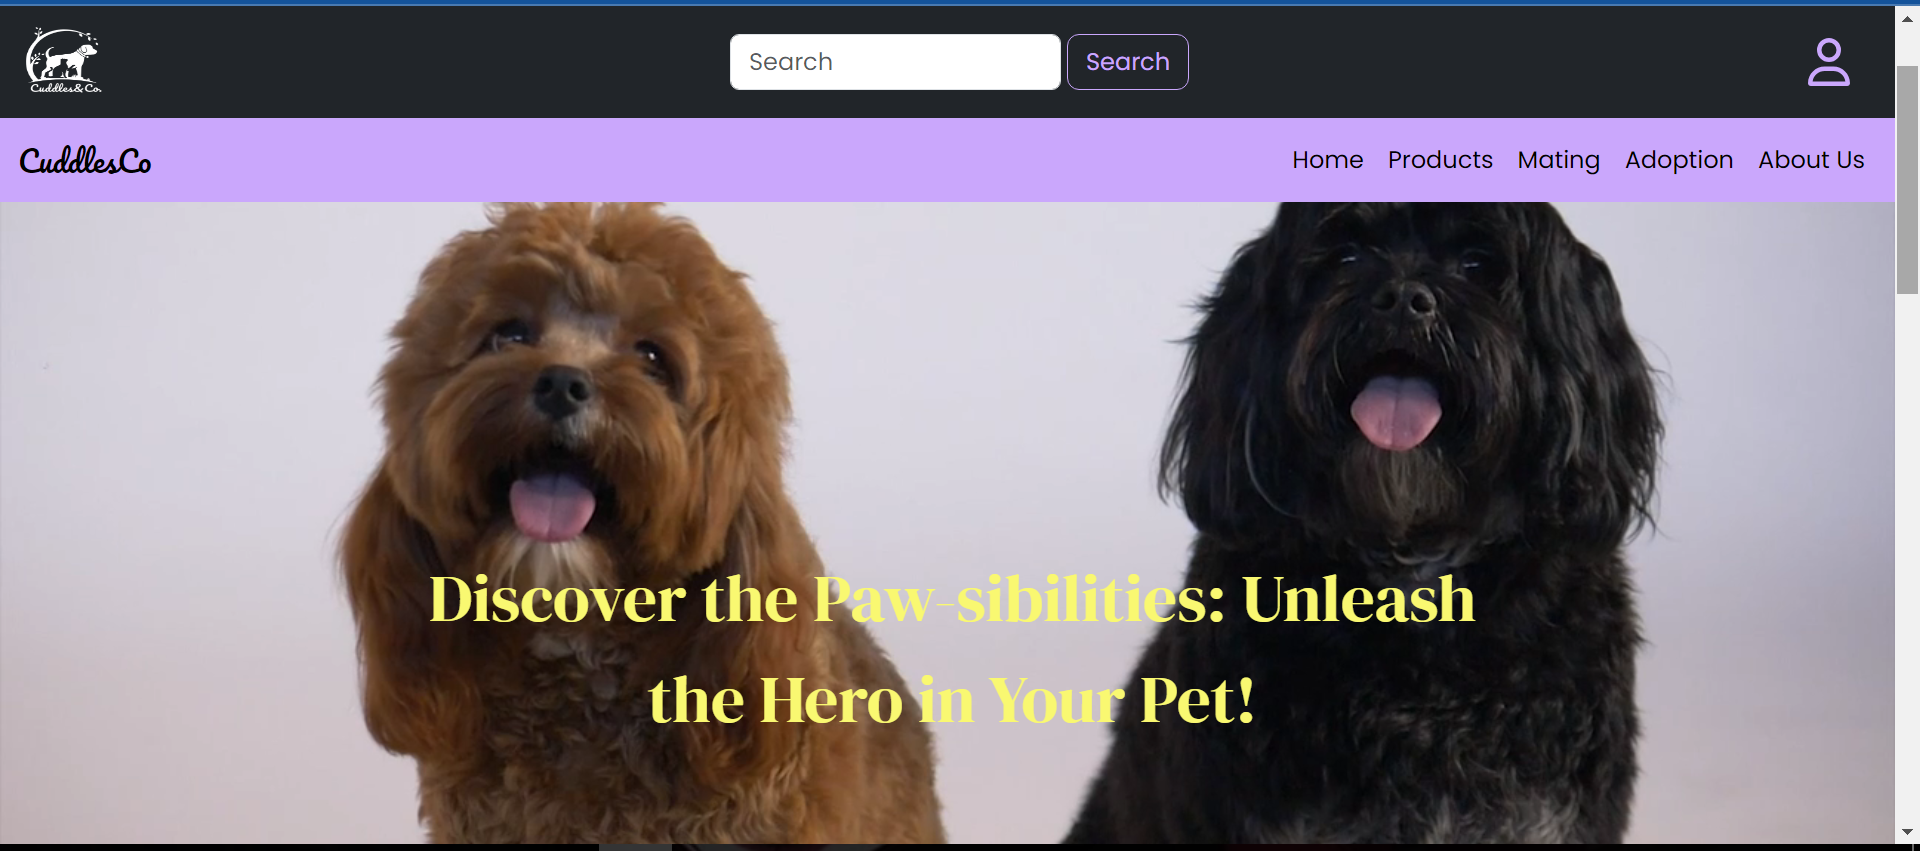 Cuddles&Co.
Search
Search
CuddlesCo
Home Products Mating Adoption About Us
Discover the Paw-sibilities: Unleash
the Hero in Your Pet!